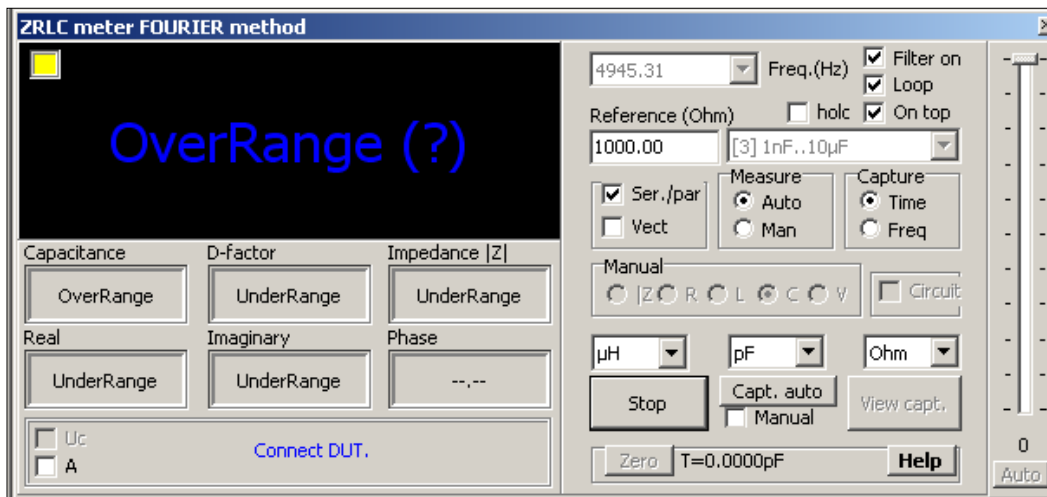 ZRLC meter FOURIER method
OverRange (?)
Capacitance D-factor Impedance |Z|
OverRange UnderRange UnderRange
Real Imaginary Phase
UnderRange UnderRange --.--
Uc
A
Connect DUT.
4945.31 Freq.(Hz)
Filter on
Loop
Reference (Ohm) holc On top
1000.00 [3] 1nF..10µF
Ser./par
Vect
Measure
Auto
Man
Capture
Time
Freq
Manual
|Z R L C V
Circuit
µH pF Ohm
Stop
Capt. auto
Manual
View capt.
Zero T=0.0000pF Help
0
Auto